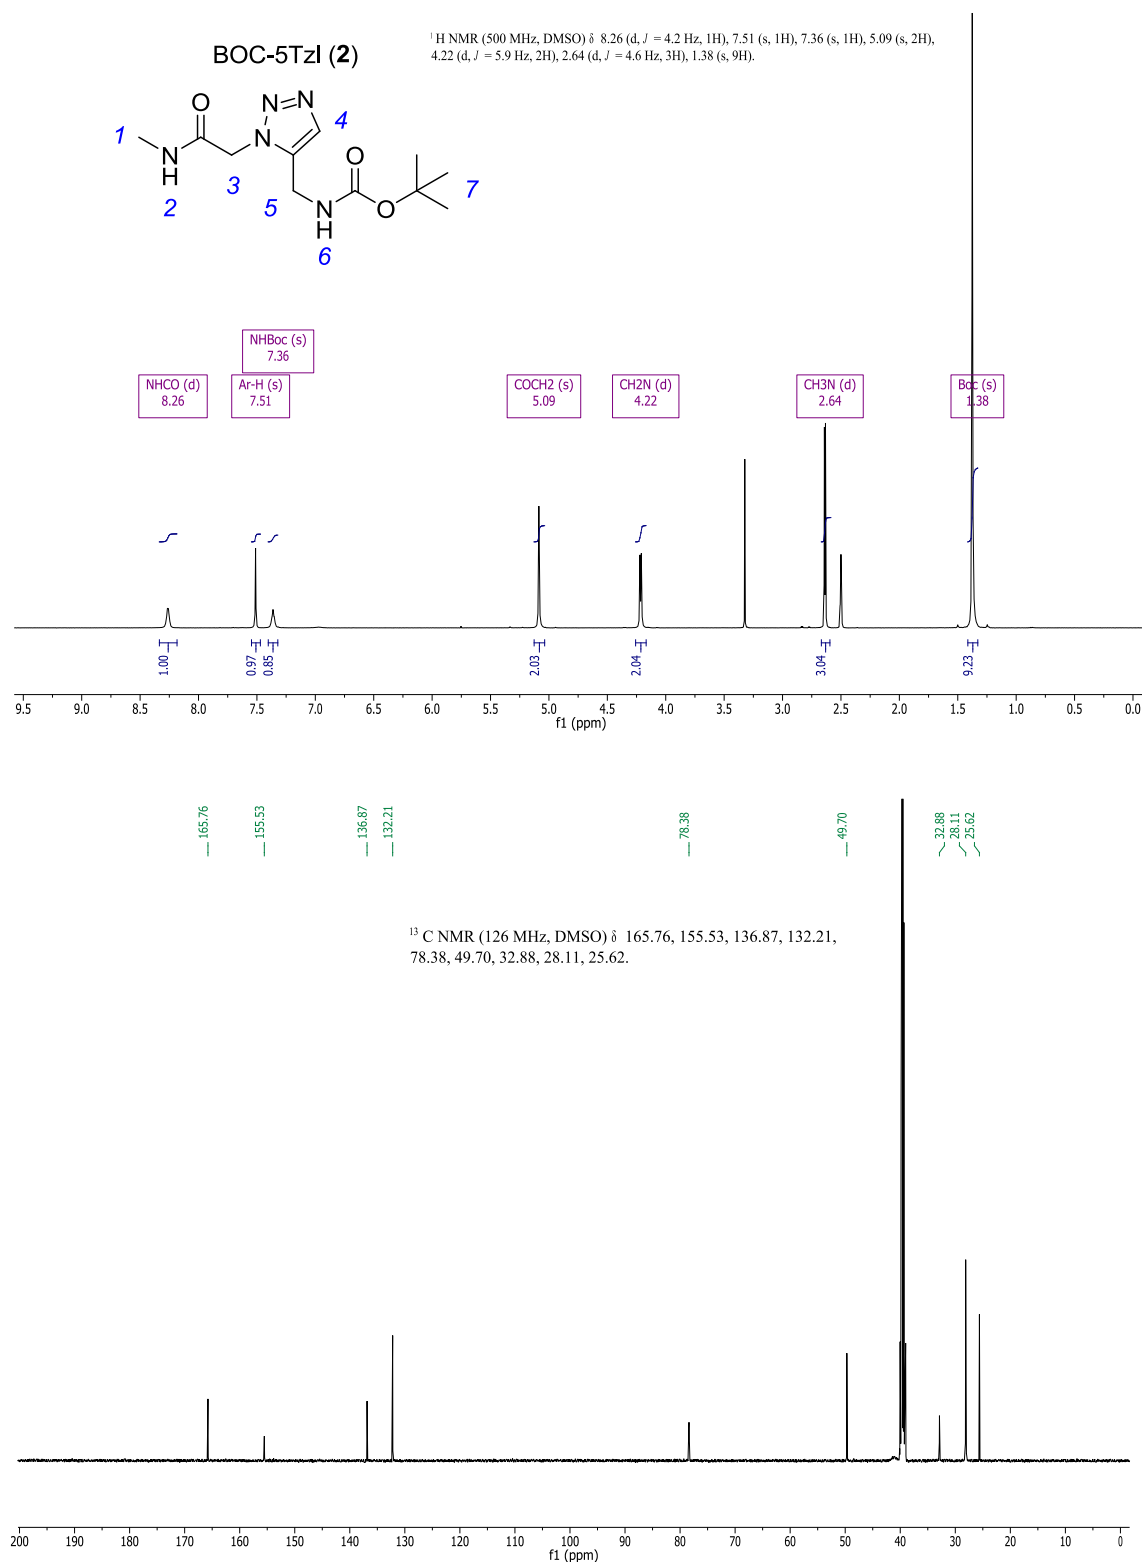 BOC-5TzI (2)
¹H NMR (500 MHz, DMSO) δ 8.26 (d, J = 4.2 Hz, 1H), 7.51 (s, 1H), 7.36 (s, 1H), 5.09 (s, 2H),
4.22 (d, J = 5.9 Hz, 2H), 2.64 (d, J = 4.6 Hz, 3H), 1.38 (s, 9H).
N=N
O
N
4
1
N
H
O
3
7
2
5
N
H
O
6
NHBoc (s)
7.36
NHCO (d)
8.26
Ar-H (s)
7.51
COCH2 (s)
5.09
CH2N (d)
4.22
CH3N (d)
2.64
Boc (s)
1.38
1.00
0.97
0.85
2.03
2.04
3.04
9.23
9.5 9.0 8.5 8.0 7.5 7.0 6.5 6.0 5.5 5.0 4.5 4.0 3.5 3.0 2.5 2.0 1.5 1.0 0.5 0.0
f1 (ppm)
165.76
155.53
136.87
132.21
78.38
49.70
32.88
28.11
25.62
¹³C NMR (126 MHz, DMSO) δ 165.76, 155.53, 136.87, 132.21,
78.38, 49.70, 32.88, 28.11, 25.62.
200 190 180 170 160 150 140 130 120 110 100 90 80 70 60 50 40 30 20 10 0
f1 (ppm)